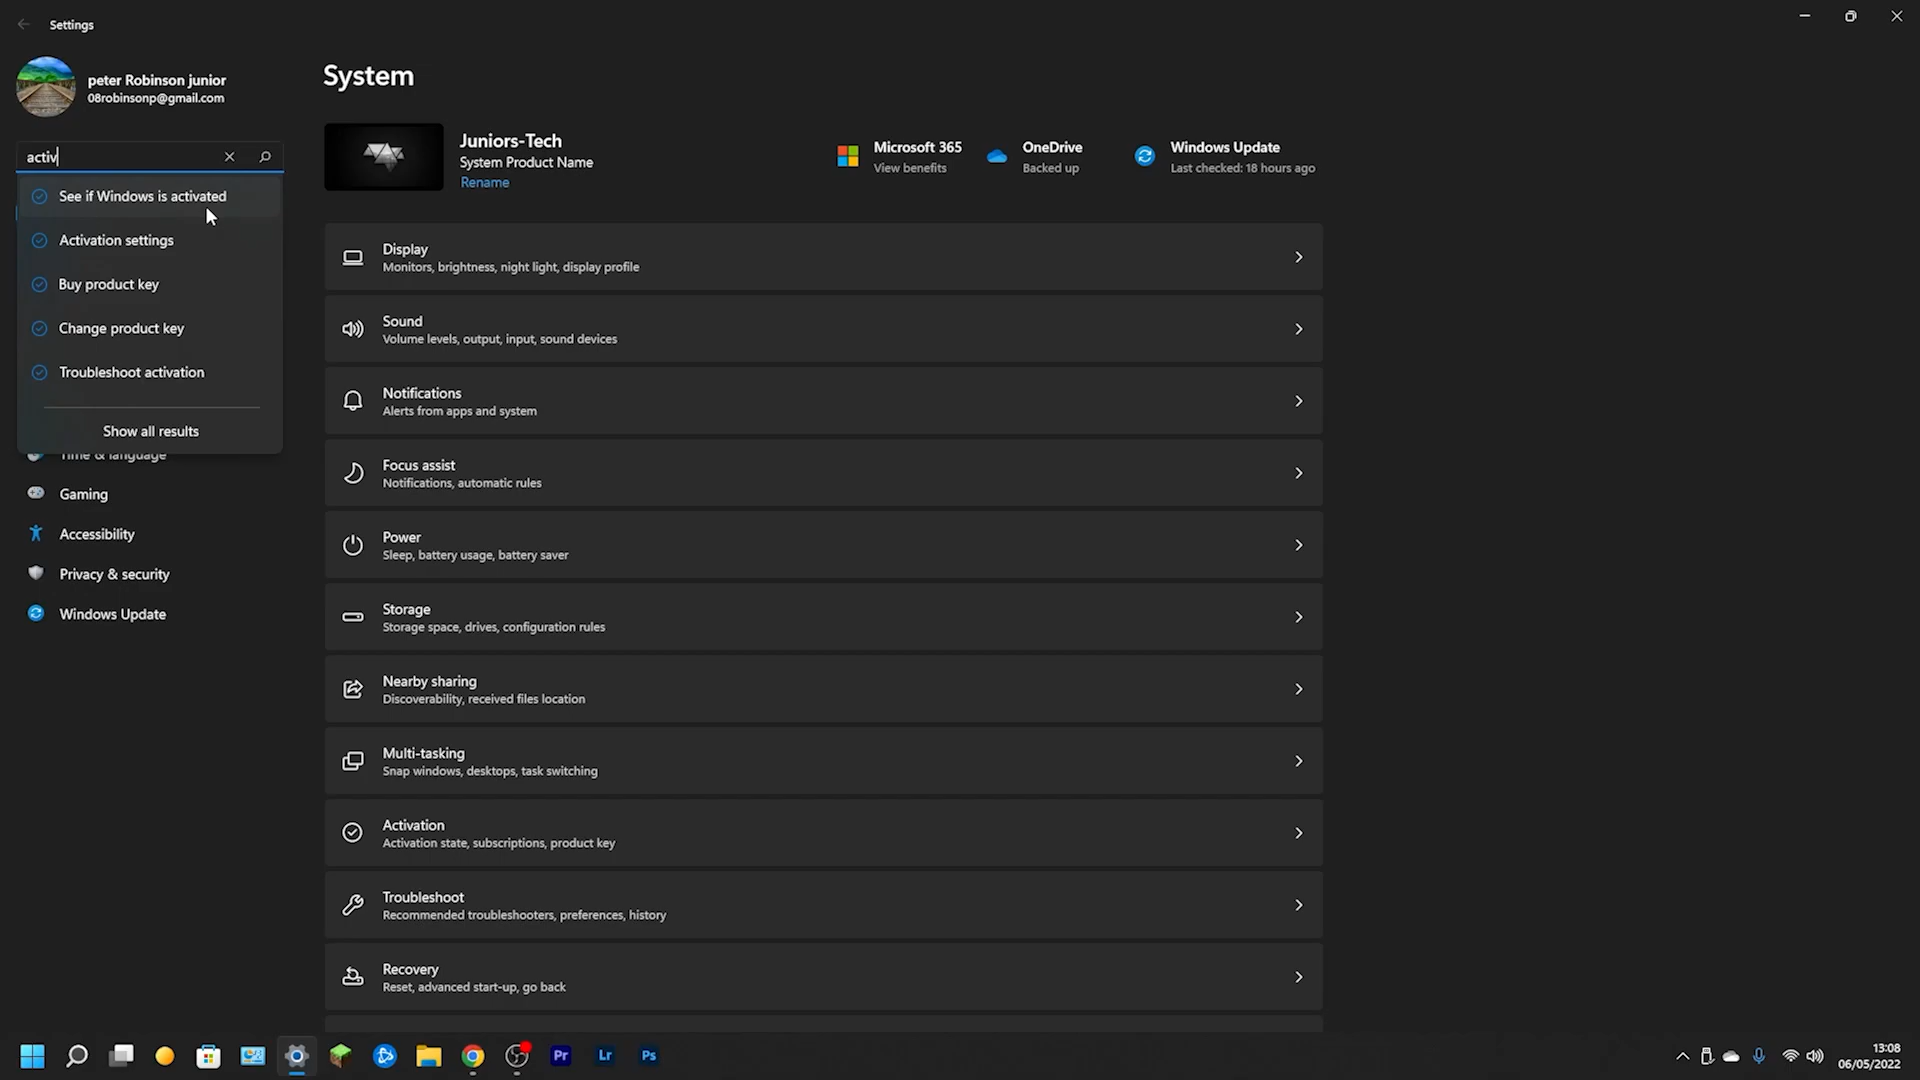 Settings
peter Robinson junior
08robinsonp@gmail.com
activ
See if Windows is activated
Activation settings
Buy product key
Change product key
Troubleshoot activation
Show all results
Time & language
Gaming
Accessibility
Privacy & security
Windows Update
System
Juniors-Tech
System Product Name
Rename
Microsoft 365
View benefits
OneDrive
Backed up
Windows Update
Last checked: 18 hours ago
Display
Monitors, brightness, night light, display profile
Sound
Volume levels, output, input, sound devices
Notifications
Alerts from apps and system
Focus assist
Notifications, automatic rules
Power
Sleep, battery usage, battery saver
Storage
Storage space, drives, configuration rules
Nearby sharing
Discoverability, received files location
Multi-tasking
Snap windows, desktops, task switching
Activation
Activation state, subscriptions, product key
Troubleshoot
Recommended troubleshooters, preferences, history
Recovery
Reset, advanced start-up, go back
Pr
Lr
Ps
13:08
06/05/2022